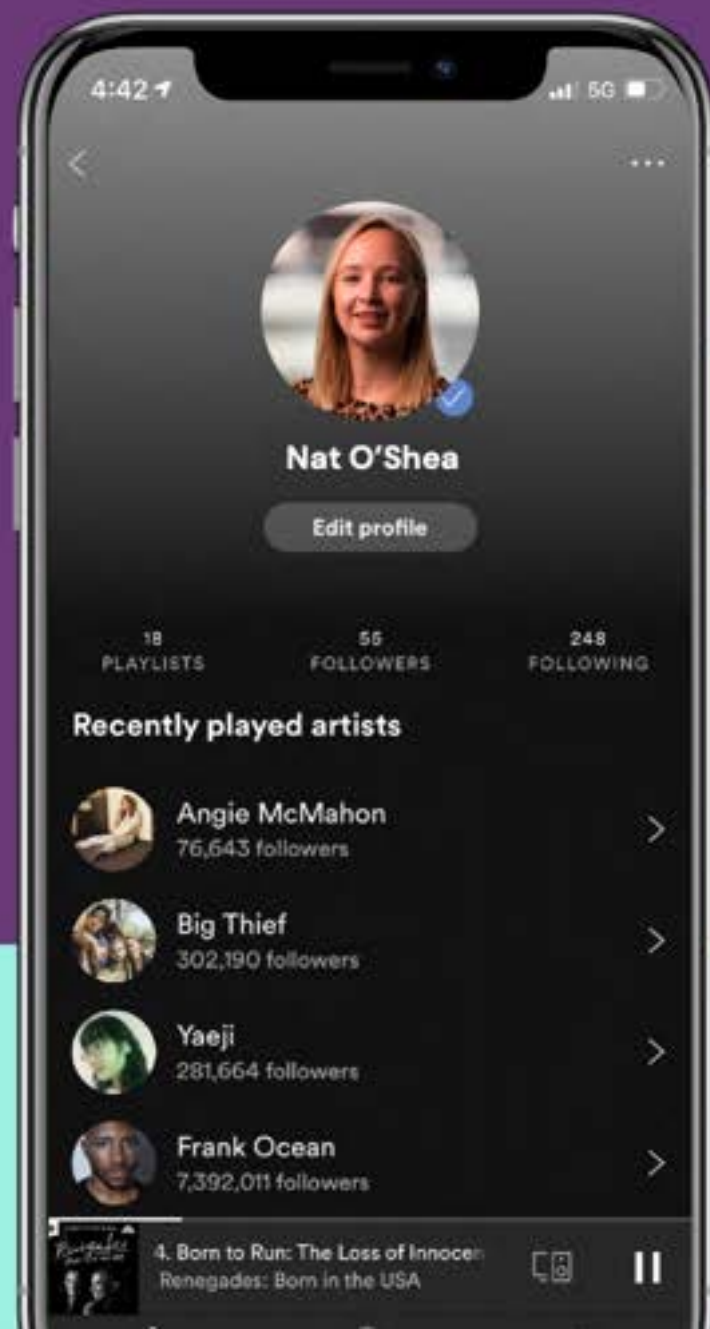 4:42
5G
Nat O'Shea
Edit profile
18
PLAYLISTS
55
FOLLOWERS
248
FOLLOWING
Recently played artists
Angie McMahon
76,643 followers
Big Thief
302,190 followers
Yaeji
281,664 followers
Frank Ocean
7,392,011 followers
Renegades
4. Born to Run: The Loss of Innocen
Renegades: Born in the USA